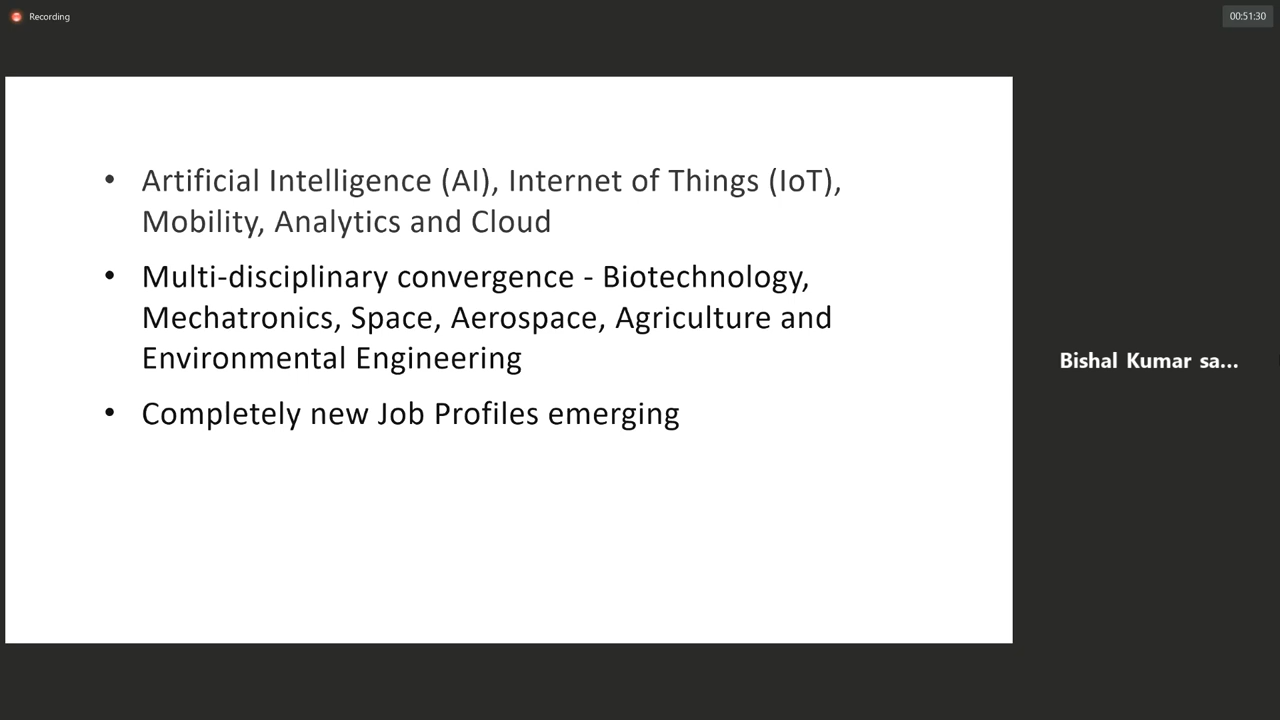 Recording
00:51:30
• Artificial Intelligence (AI), Internet of Things (IoT),
Mobility, Analytics and Cloud
• Multi-disciplinary convergence - Biotechnology,
Mechatronics, Space, Aerospace, Agriculture and
Environmental Engineering
• Completely new Job Profiles emerging
Bishal Kumar sa...